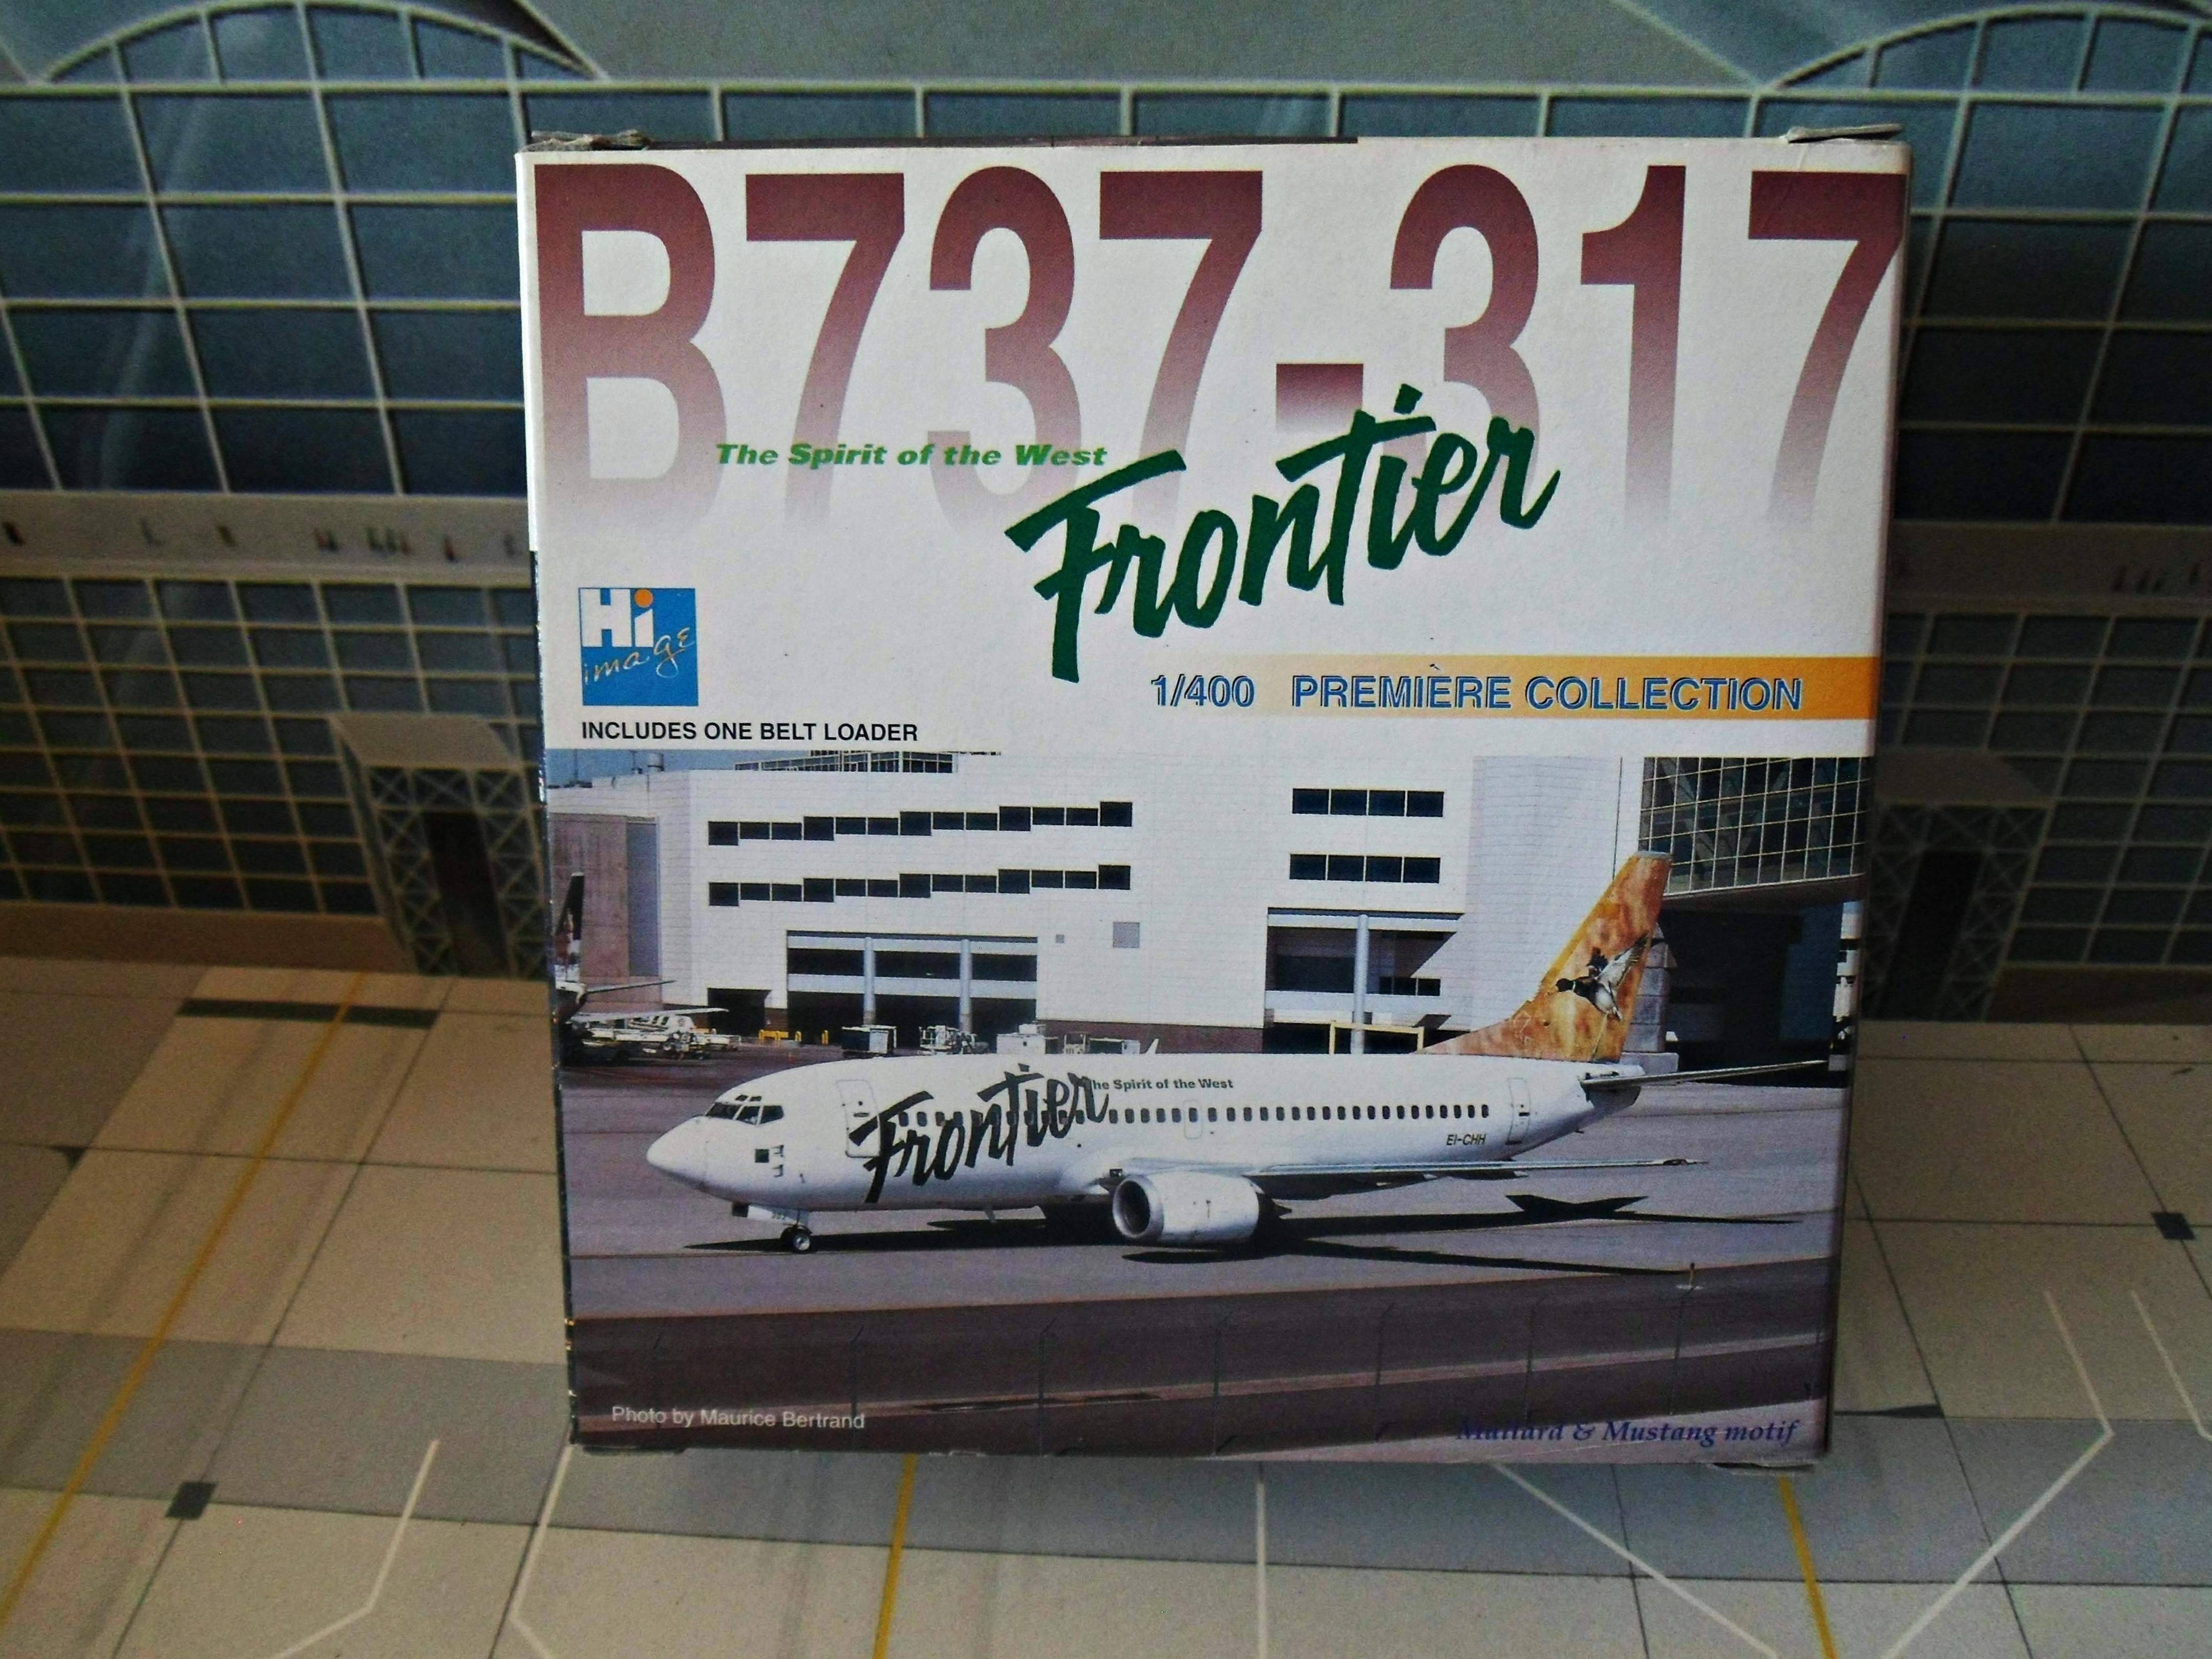 B737-317
The Spirit of the West
Frontier
Hi
image
1/400 PREMIÈRE COLLECTION
INCLUDES ONE BELT LOADER
Frontier
The Spirit of the West
EI-CHH
Photo by Maurice Bertrand
Mallard & Mustang motif